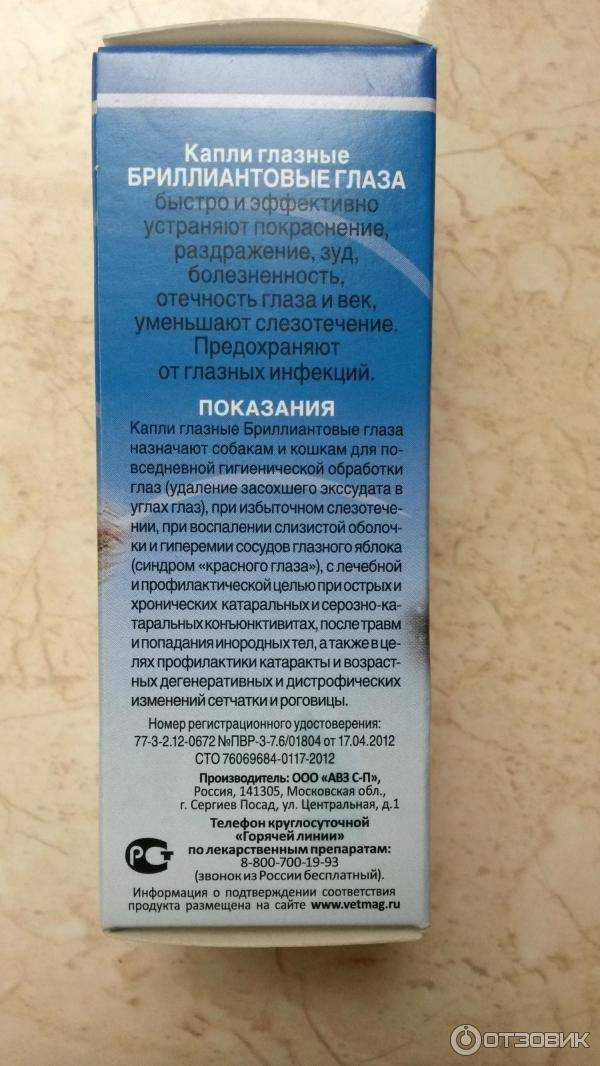 Капли глазные
БРИЛЛИАНТОВЫЕ ГЛАЗА
быстро и эффективно
устраняют покраснение,
раздражение, зуд,
болезненность,
отечность глаза и век,
уменьшают слезотечение.
Предохраняют
от глазных инфекций.
ПОКАЗАНИЯ
Капли глазные Бриллиантовые глаза
назначают собакам и кошкам для по-
вседневной гигиенической обработки
глаз (удаление засохшего экссудата в
углах глаз), при избыточном слезотече-
нии, при воспалении слизистой оболоч-
ки и гиперемии сосудов глазного яблока
(синдром «красного глаза»), с лечебной
и профилактической целью при острых и
хронических катаральных и серозно-ка-
таральных конъюнктивитах, после травм
и попадания инородных тел, а также в це-
лях профилактики катаракты и возраст-
ных дегенеративных и дистрофических
изменений сетчатки и роговицы.
Номер регистрационного удостоверения:
77-3-2.12-0672 №ПВР-3-7.6/01804 от 17.04.2012
СТО 76069684-0117-2012
Производитель: ООО «АВЗ С-П»,
Россия, 141305, Московская обл.,
г. Сергиев Посад, ул. Центральная, д.1
Телефон круглосуточной
«Горячей линии»
по лекарственным препаратам:
8-800-700-19-93
(звонок из России бесплатный).
Информация о подтверждении соответствия
продукта размещена на сайте www.vetmag.ru
РСТ
ОТЗОВИК